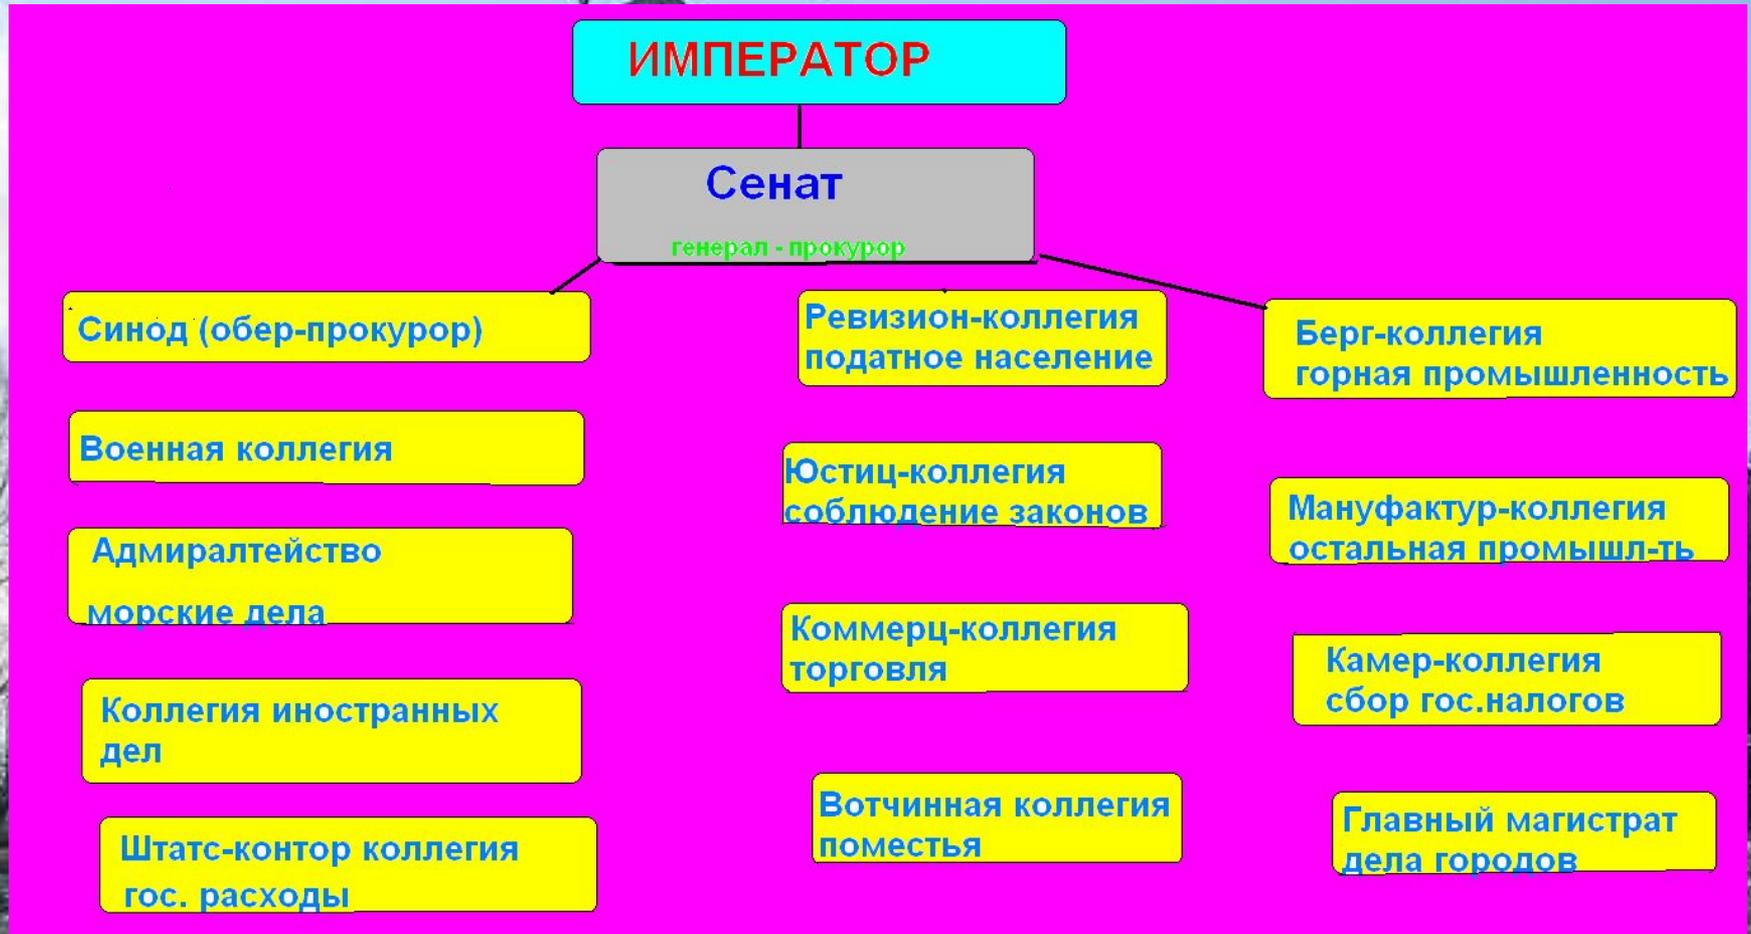 ИМПЕРАТОР
Сенат
генерал - прокурор
Синод (обер-прокурор)
Военная коллегия
Адмиралтейство
морские дела
Коллегия иностранных
дел
Штатс-контор коллегия
гос. расходы
Ревизион-коллегия
податное население
Юстиц-коллегия
соблюдение законов
Коммерц-коллегия
торговля
Вотчинная коллегия
поместья
Берг-коллегия
горная промышленность
Мануфактур-коллегия
остальная промышл-ть
Камер-коллегия
сбор гос.налогов
Главный магистрат
дела городов